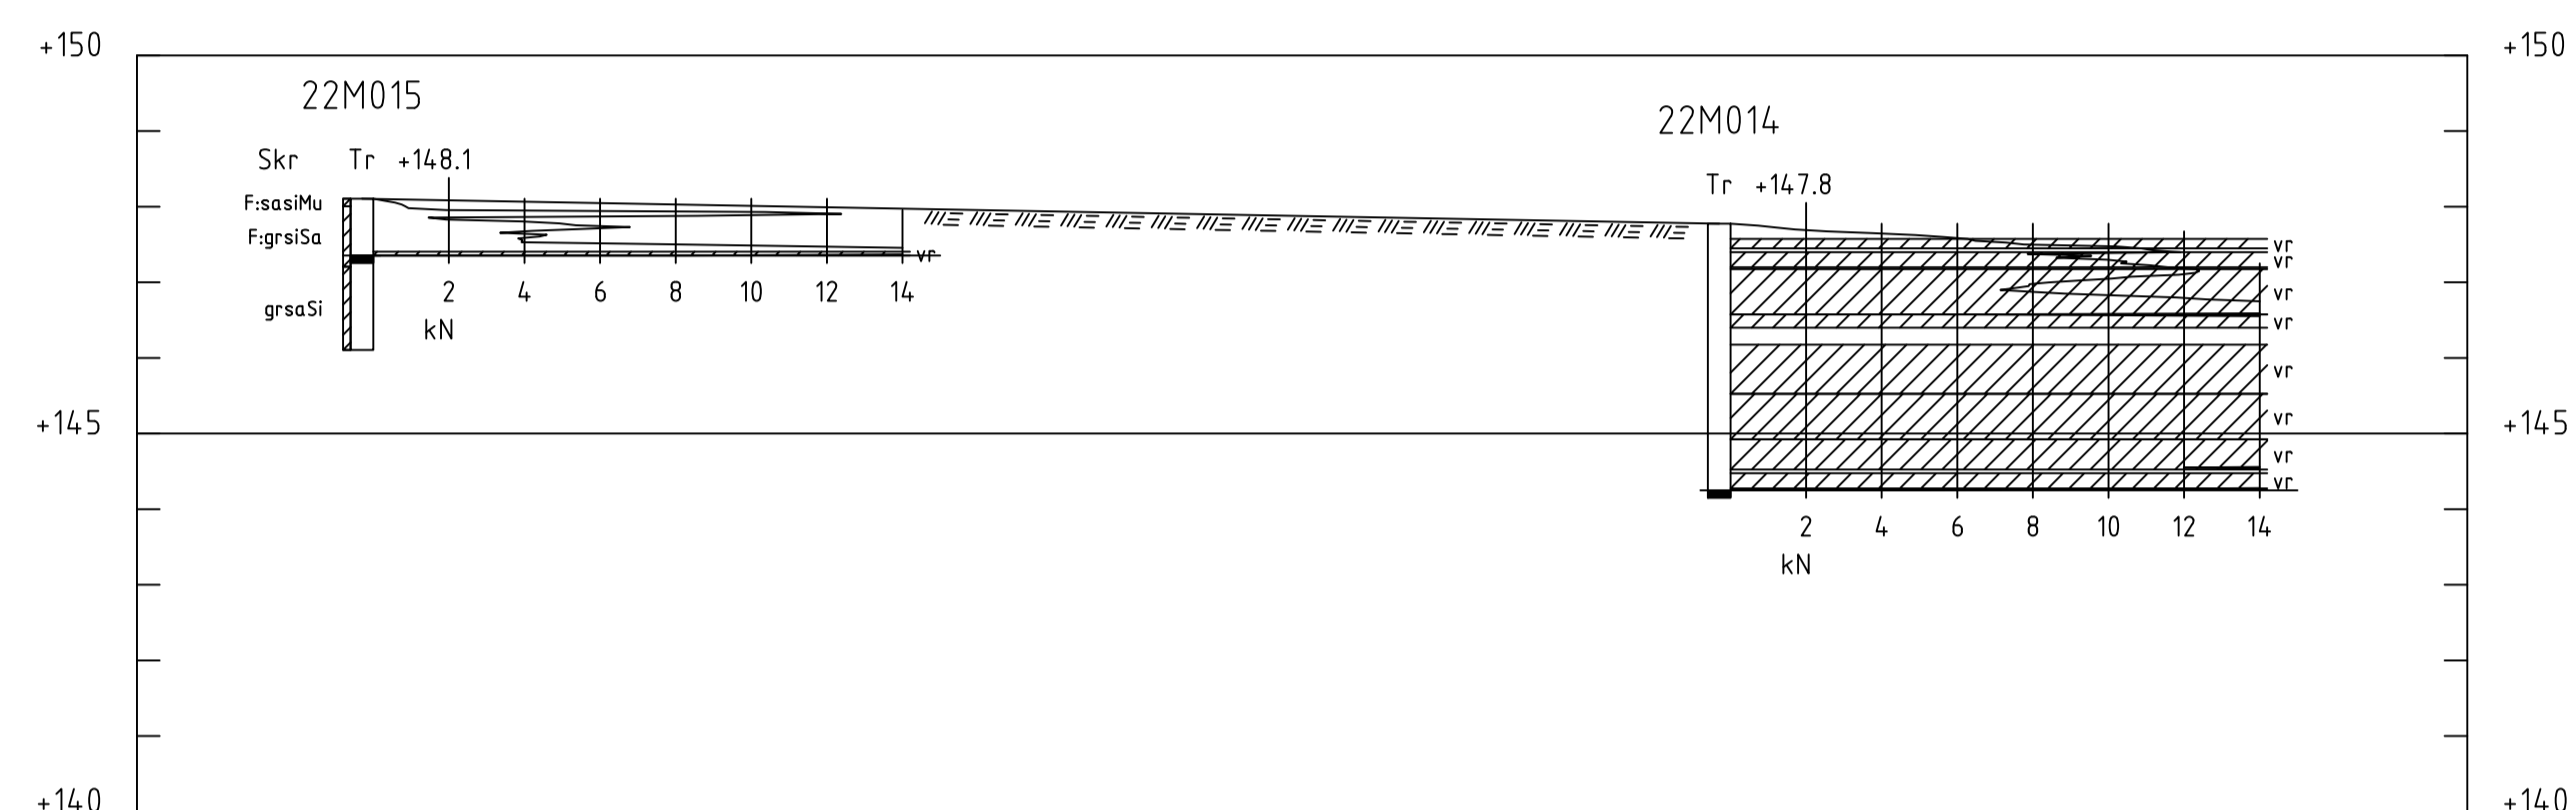 +150 +150
22M015
22M014
Skr Tr +148.1
Tr +147.8
F:sasiMu
F:grsiSa
vr
vr
vr
2 4 6 8 10 12 14
vr
grsaSi
kN
vr
vr
+145 vr +145
vr
vr
2 4 6 8 10 12 14
kN
+140 +140